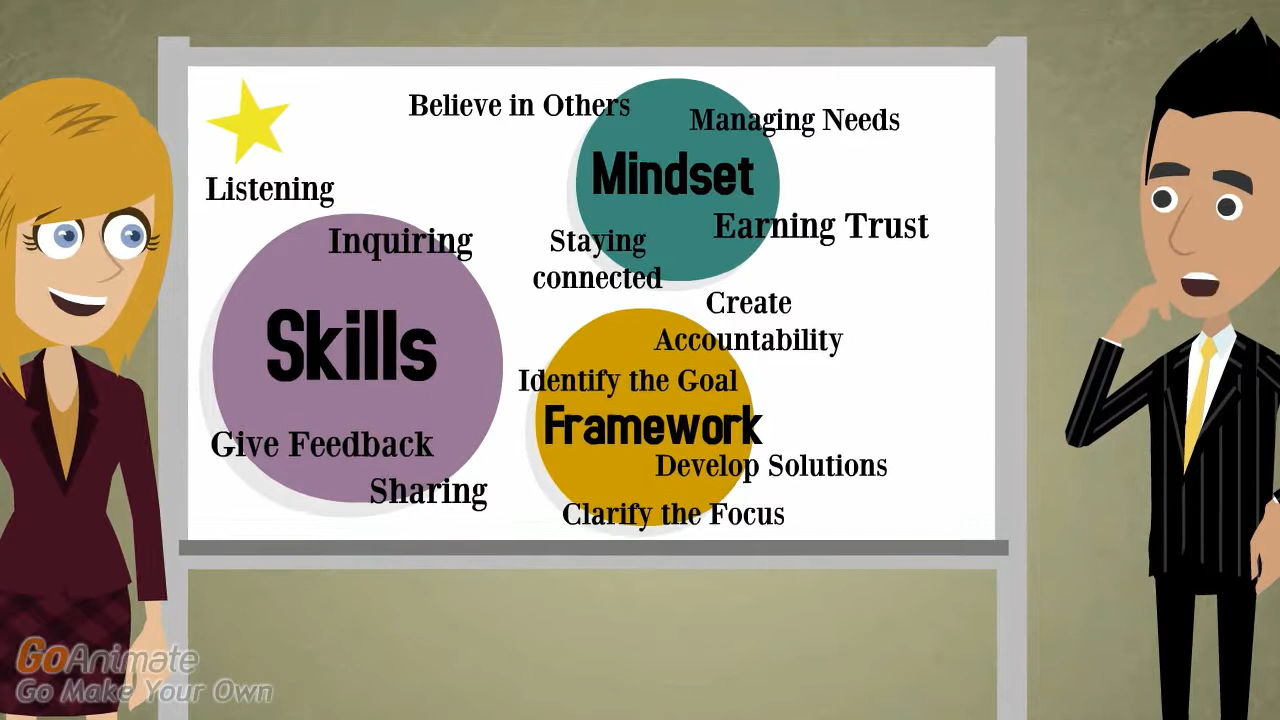 Believe in Others
Managing Needs
Mindset
Listening
Earning Trust
Inquiring
Staying
connected
Create
Accountability
Skills
Identify the Goal
Framework
Give Feedback
Develop Solutions
Sharing
Clarify the Focus
GoAnimate
Go Make Your Own